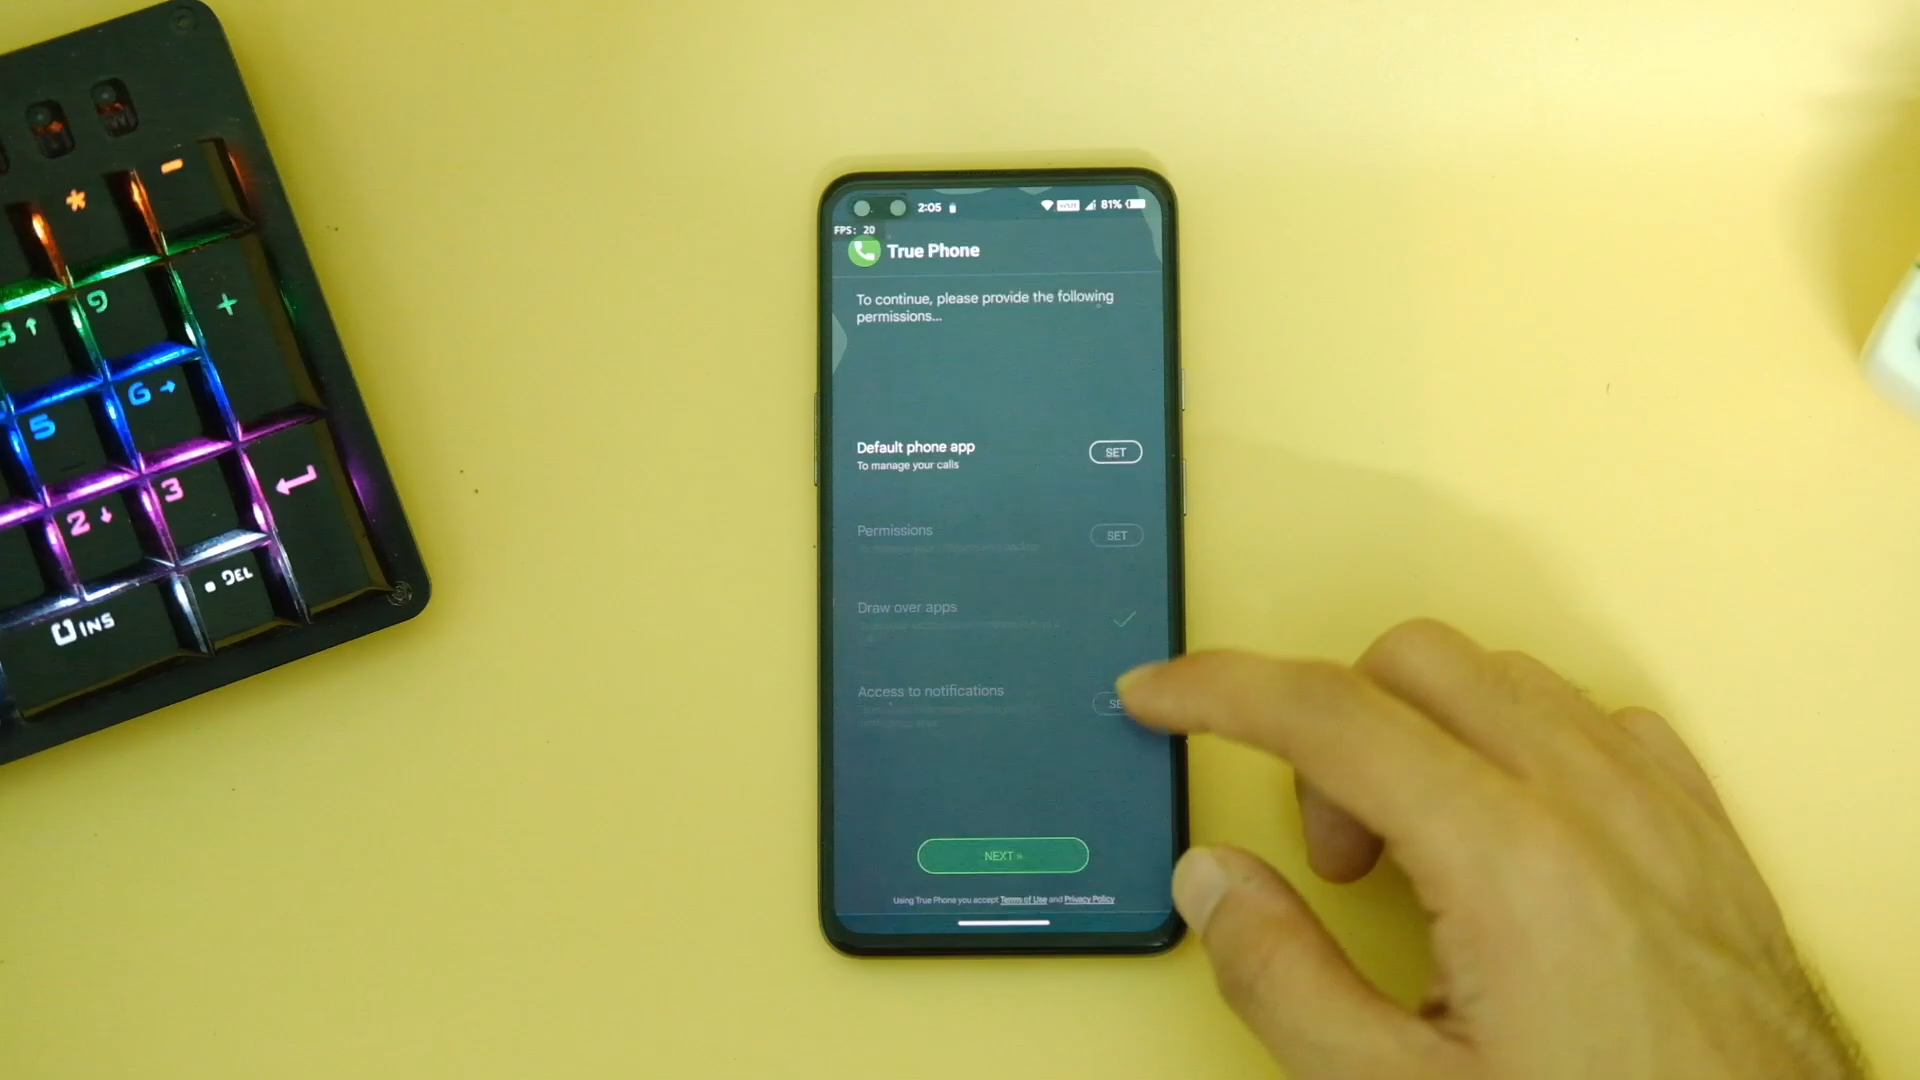 *
-
9
+
5
6 →
2 ↓
3
0 INS
. DEL
2:05
81%
FPS: 20
True Phone
To continue, please provide the following
permissions...
Default phone app
To manage your calls
SET
Permissions
SET
Draw over apps
Access to notifications
NEXT »
Using True Phone you accept Terms of Use and Privacy Policy